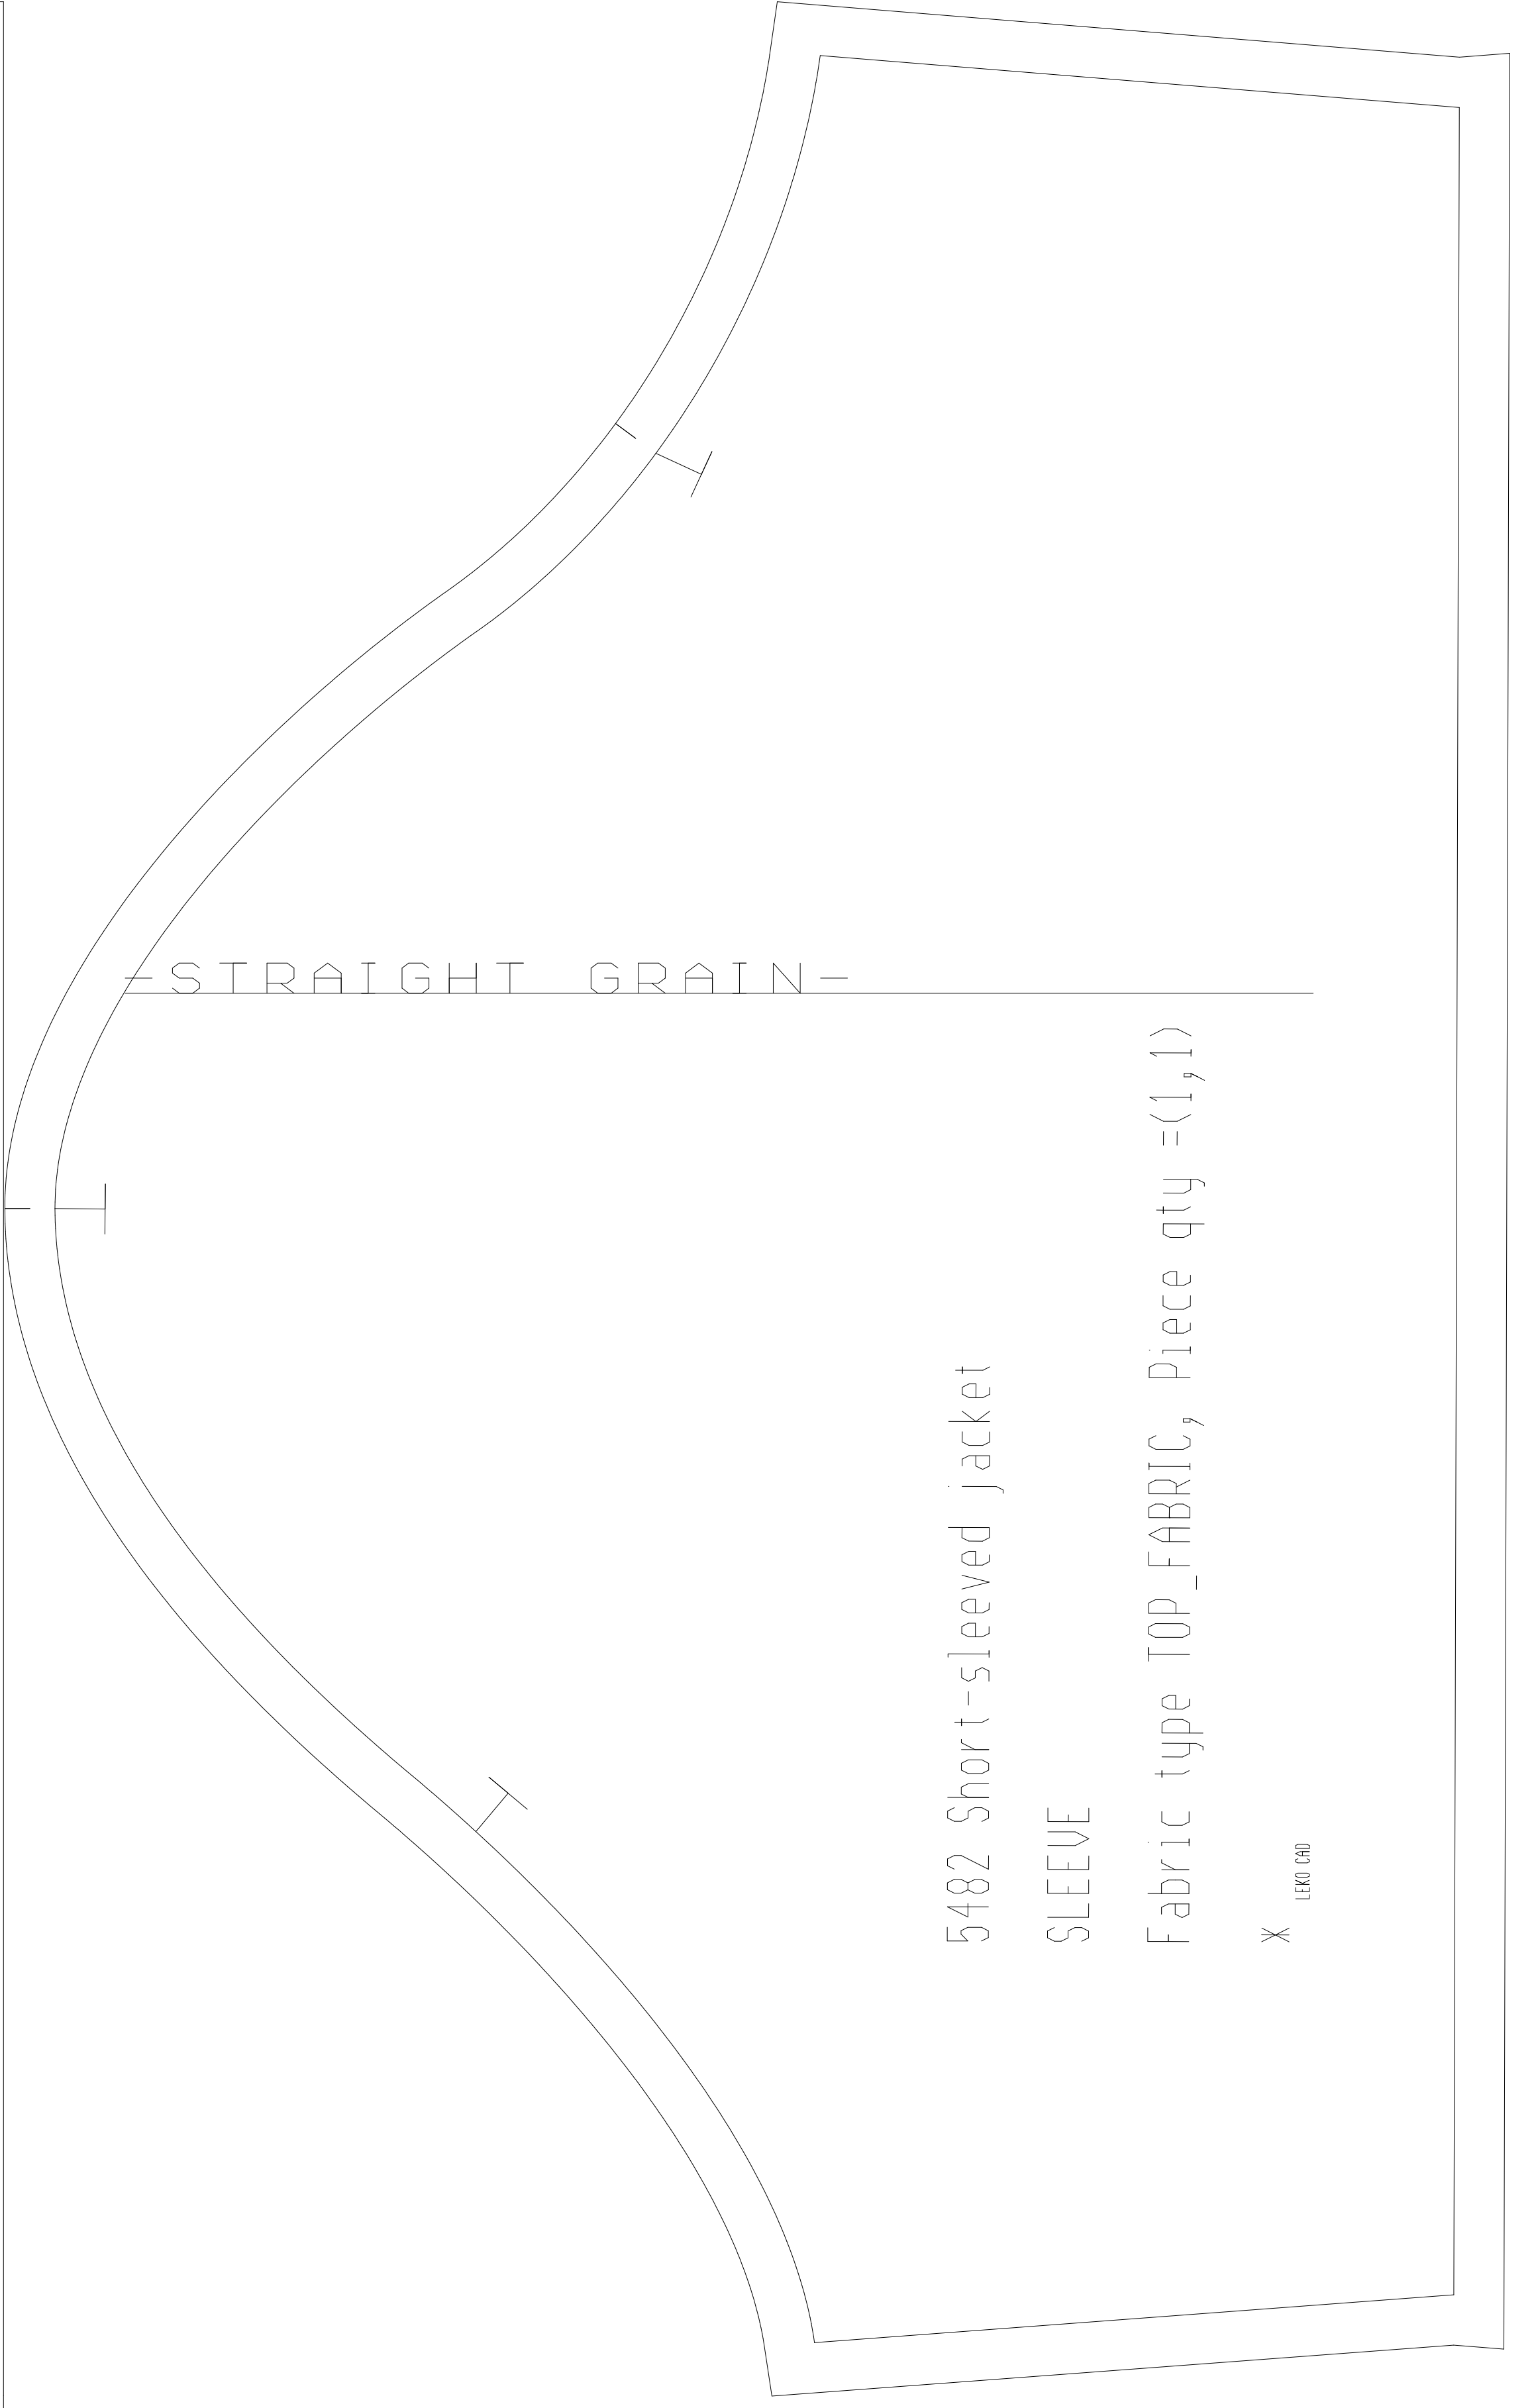 -STRAIGHT GRAIN-
5482 Short-sleeved jacket
SLEEVE
Fabric type TOP_FABRIC, Piece qty =(1,1)
LEKO CAD